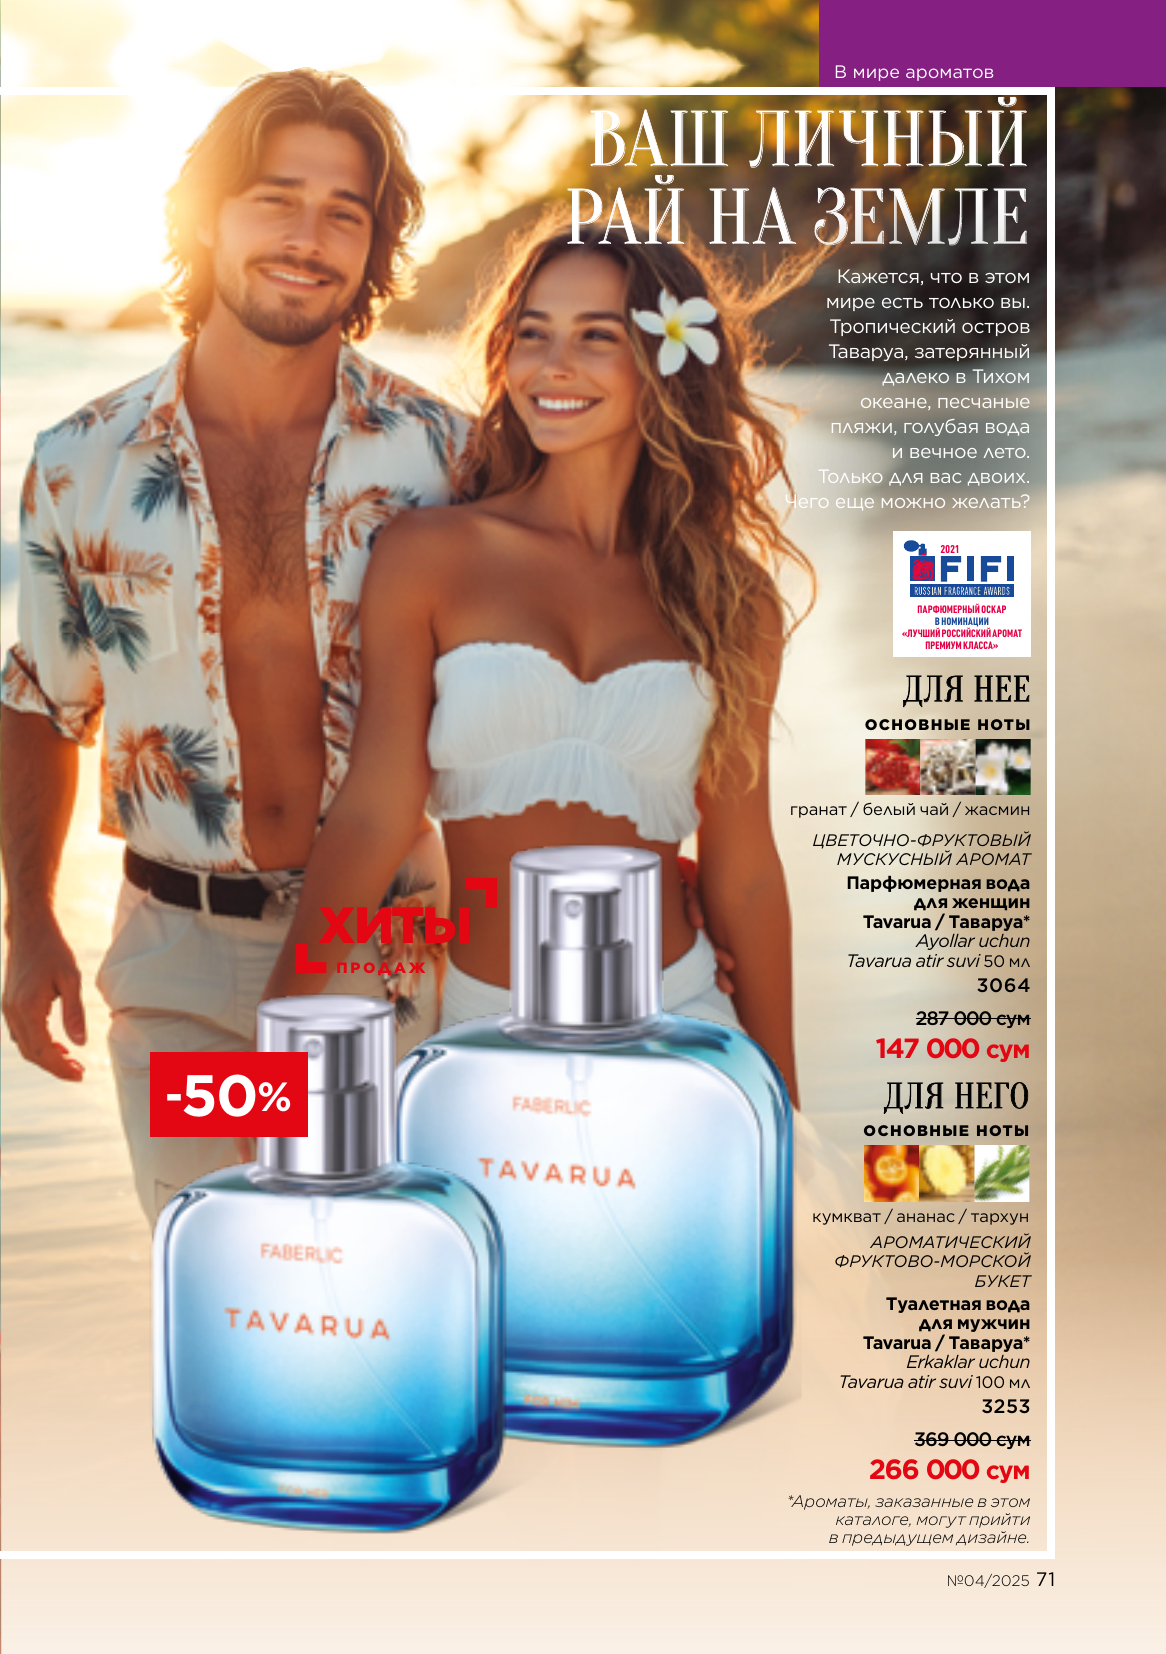 В мире ароматов
ВАШ ЛИЧНЫЙ
РАЙ НА ЗЕМЛЕ
Кажется, что в этом
мире есть только вы.
Тропический остров
Таваруа, затерянный
далеко в Тихом
океане, песчаные
пляжи, голубая вода
и вечное лето.
Только для вас двоих.
Чего еще можно желать?
2021
FIFI
RUSSIAN FRAGRANCE AWARDS
ПАРФЮМЕРНЫЙ ОСКАР
В НОМИНАЦИИ
«ЛУЧШИЙ РОССИЙСКИЙ АРОМАТ
ПРЕМИУМ КЛАССА»
ДЛЯ НЕЕ
ОСНОВНЫЕ НОТЫ
гранат / белый чай / жасмин
ЦВЕТОЧНО-ФРУКТОВЫЙ
МУСКУСНЫЙ АРОМАТ
Парфюмерная вода
для женщин
Tavarua / Таваруа*
Ayollar uchun
Tavarua atir suvi 50 мл
3064
287 000 сум
147 000 сум
ДЛЯ НЕГО
ОСНОВНЫЕ НОТЫ
кумкват / ананас / тархун
АРОМАТИЧЕСКИЙ
ФРУКТОВО-МОРСКОЙ
БУКЕТ
Туалетная вода
для мужчин
Tavarua / Таваруа*
Erkaklar uchun
Tavarua atir suvi 100 мл
3253
369 000 сум
266 000 сум
*Ароматы, заказанные в этом
каталоге, могут прийти
в предыдущем дизайне.
ХИТЫ
ПРОДАЖ
-50%
FABERLIC
TAVARUA
FOR HIM
FABERLIC
TAVARUA
FOR HER
№04/2025 71